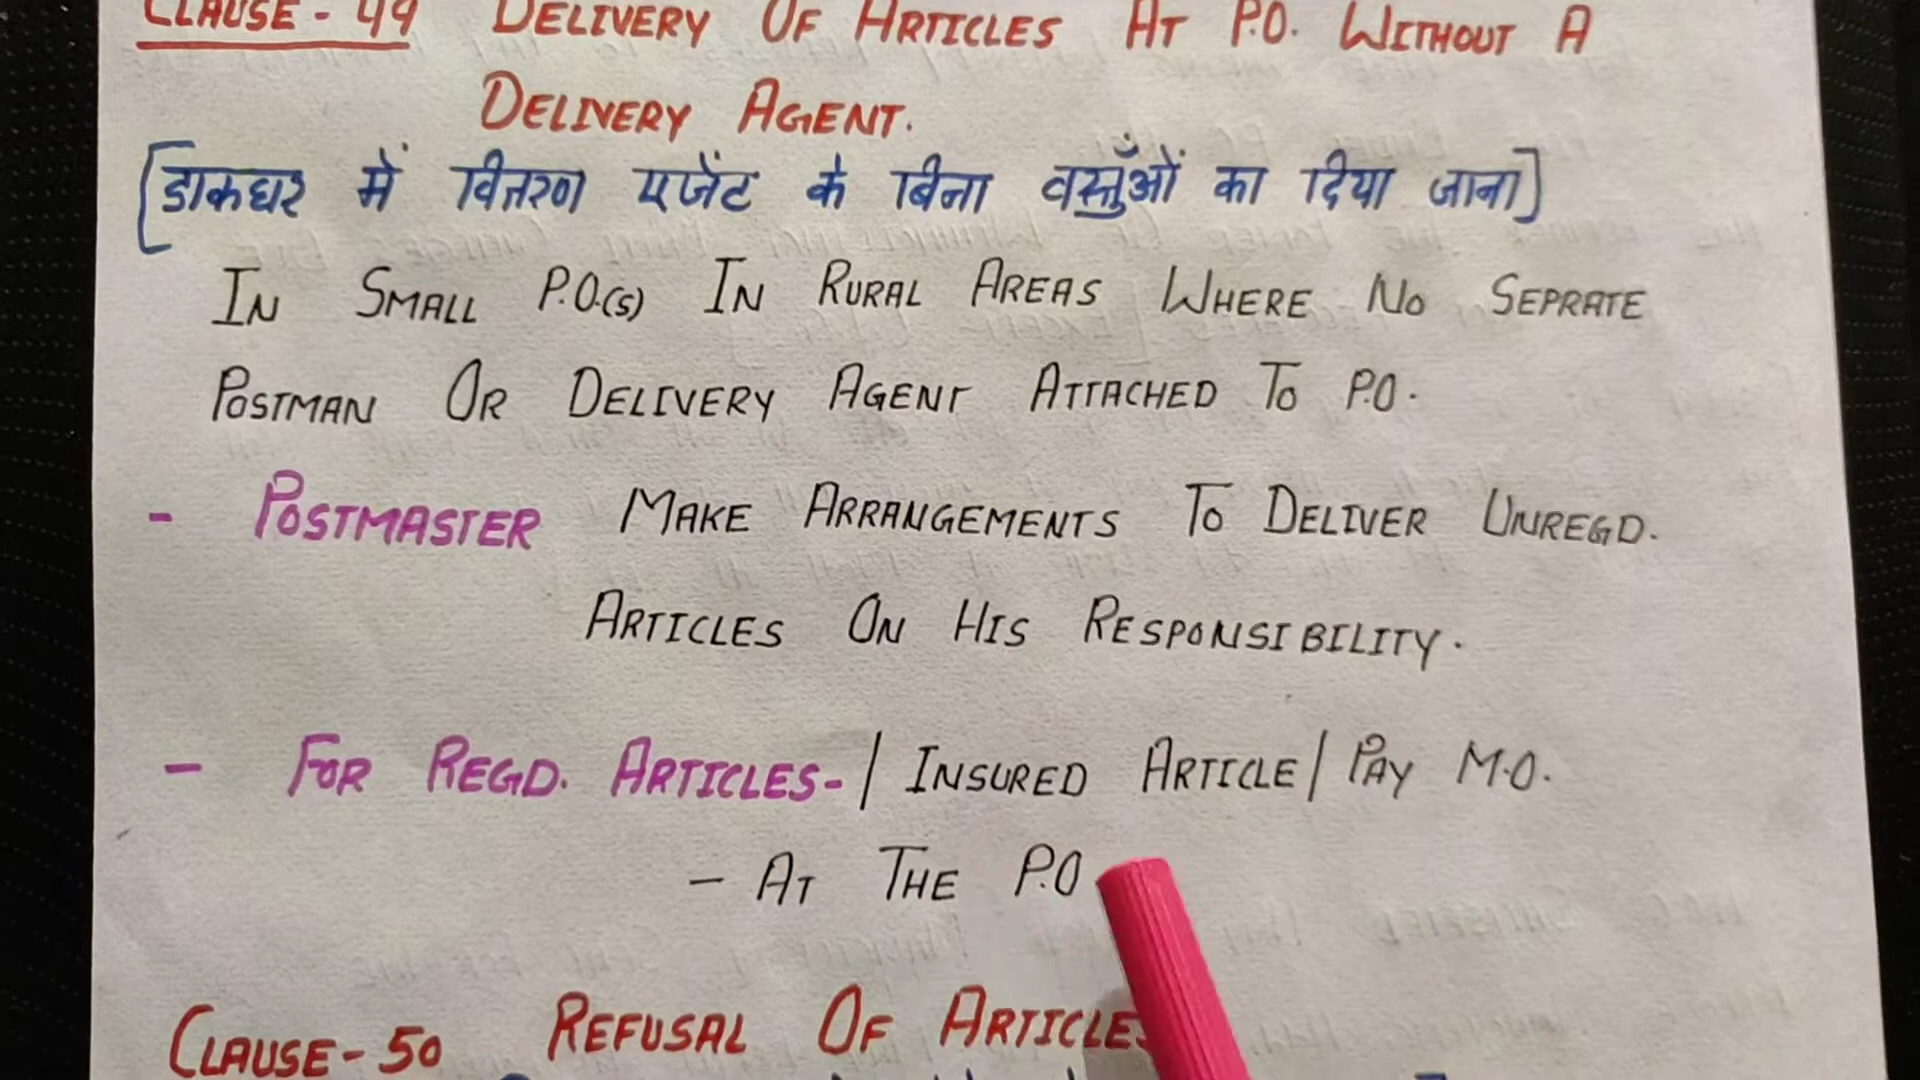 CLAUSE - 49 DELIVERY OF ARTICLES AT P.O. WITHOUT A
DELIVERY AGENT.
[डाकघर में वितरण एजेंट के बिना वस्तुओं का दिया जाना]
IN SMALL P.O.(S) IN RURAL AREAS WHERE NO SEPRATE
POSTMAN OR DELIVERY AGENT ATTACHED TO P.O.
- POSTMASTER MAKE ARRANGEMENTS TO DELIVER UNREGD.
ARTICLES ON HIS RESPONSIBILITY.
- FOR REGD. ARTICLES- / INSURED ARTICLE / PAY M.O.
- AT THE P.O
CLAUSE - 50 REFUSAL OF ARTICLES